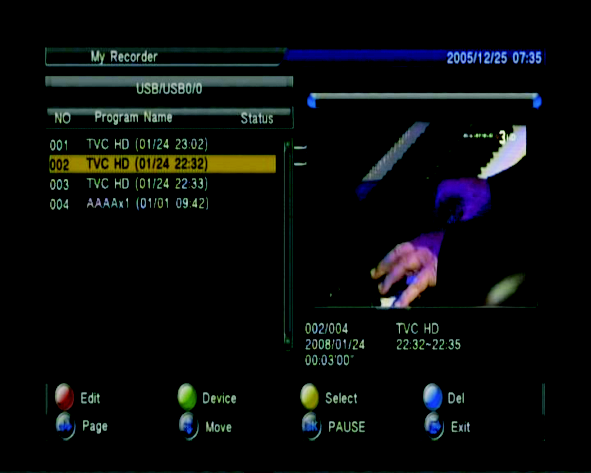 My Recorder
2005/12/25 07:35
USB/USB0/0
NO Program Name Status
001 TVC HD (01/24 23:02)
002 TVC HD (01/24 22:32)
003 TVC HD (01/24 22:33)
004 AAAAx1 (01/01 09:42)
3HD
002/004 TVC HD
2008/01/24 22:32~22:35
00:03'00"
Edit Device Select Del
Page Move OK PAUSE Exit